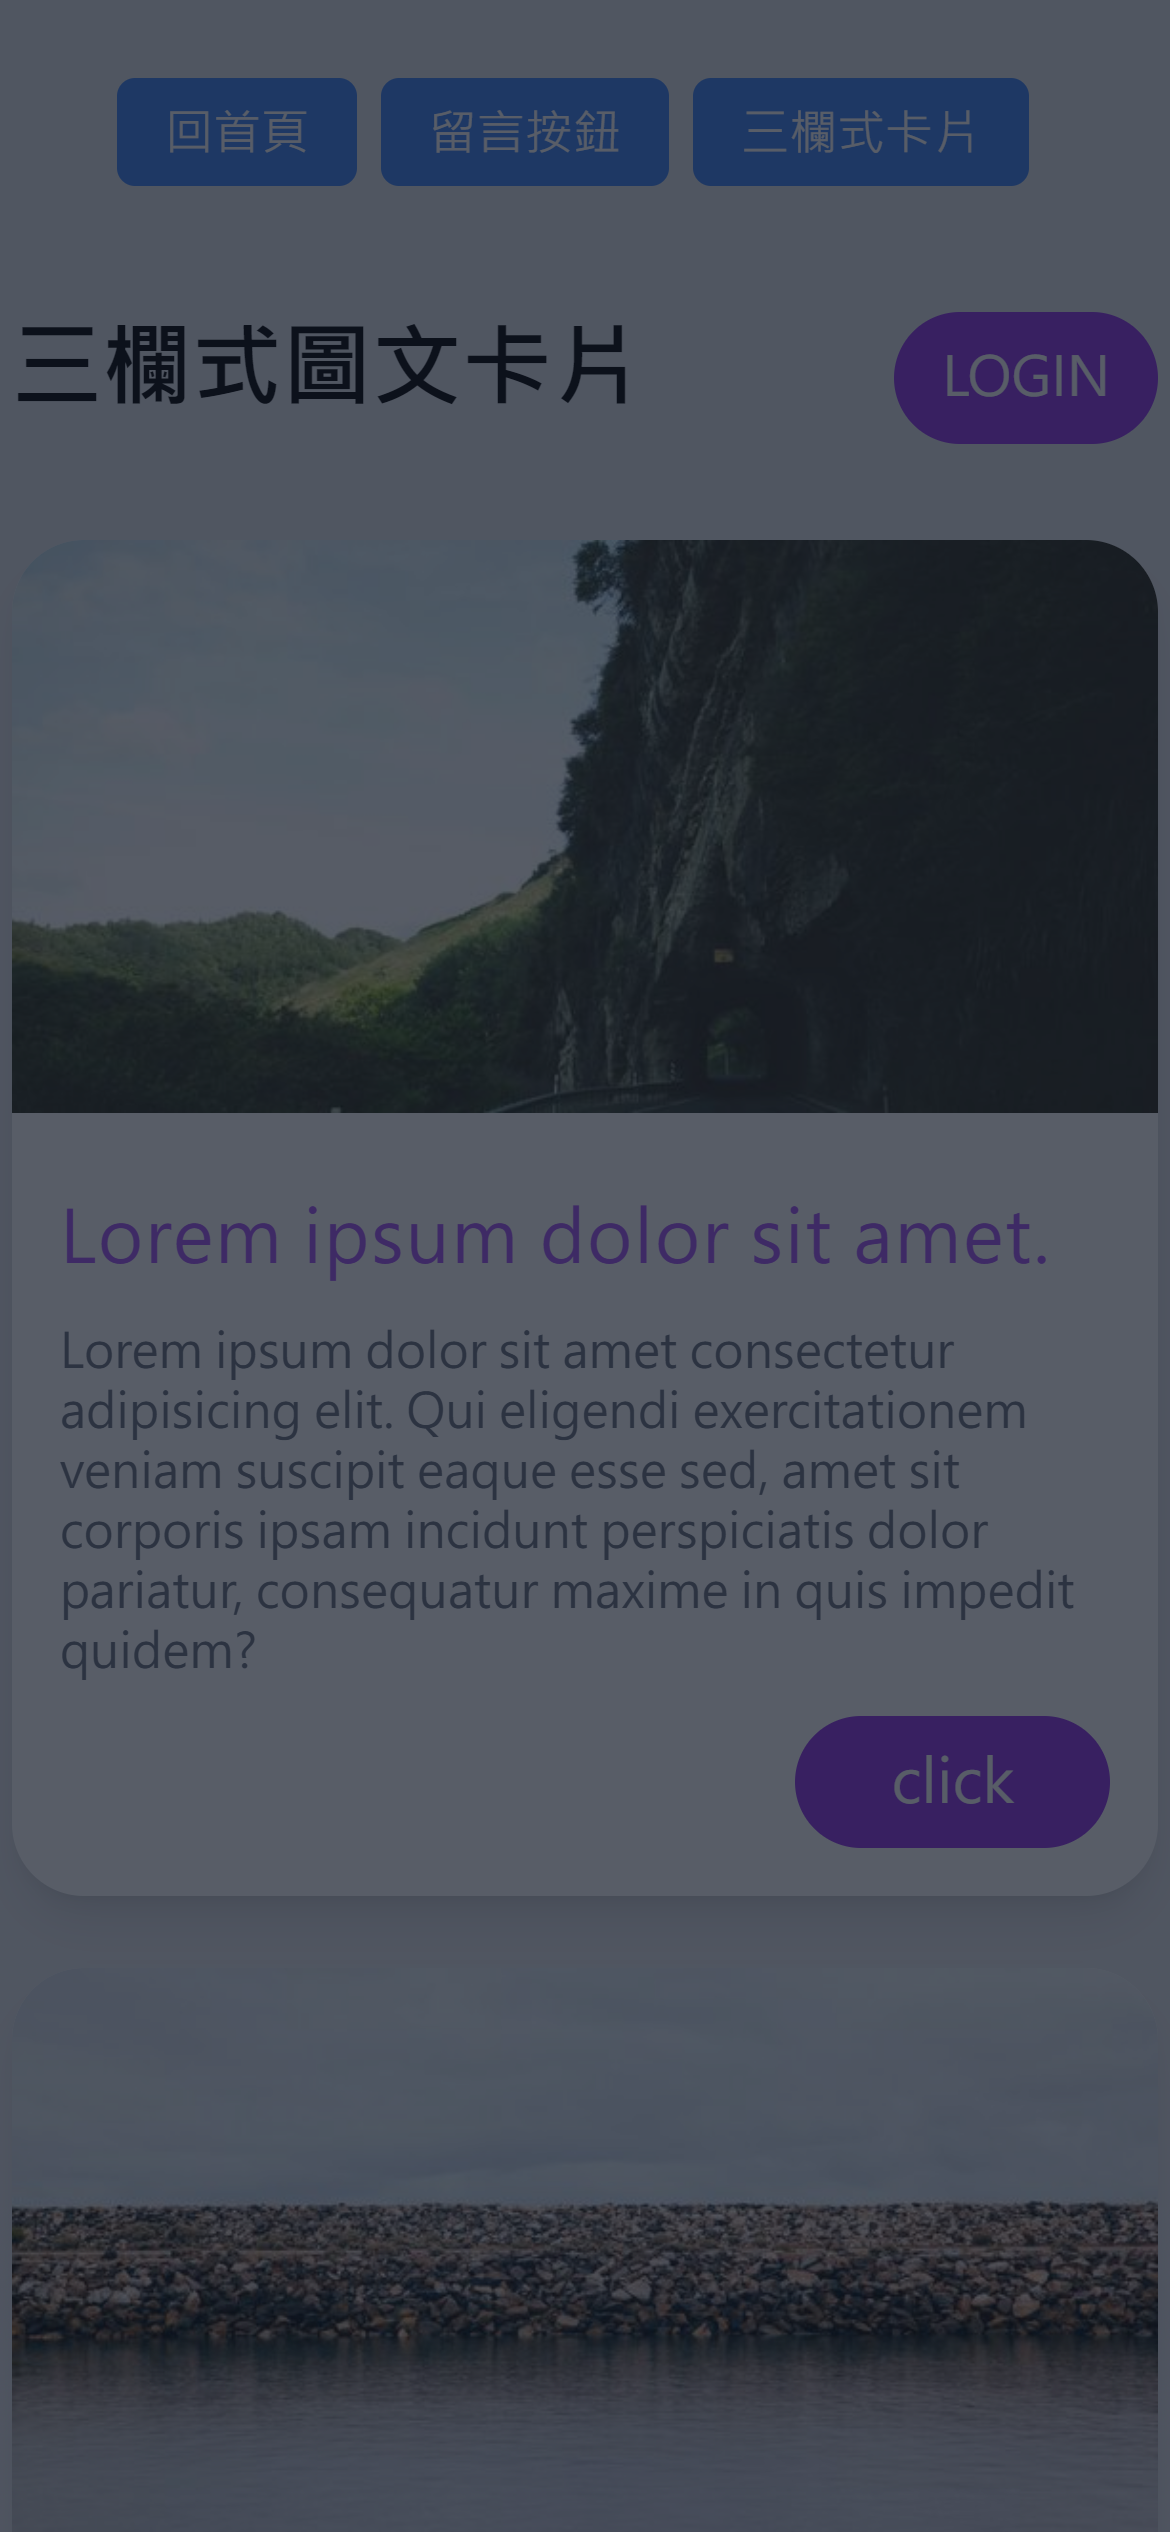 回首頁 留言按鈕 三欄式卡片
三欄式圖文卡片 LOGIN
Lorem ipsum dolor sit amet.
Lorem ipsum dolor sit amet consectetur
adipisicing elit. Qui eligendi exercitationem
veniam suscipit eaque esse sed, amet sit
corporis ipsam incidunt perspiciatis dolor
pariatur, consequatur maxime in quis impedit
quidem?
click